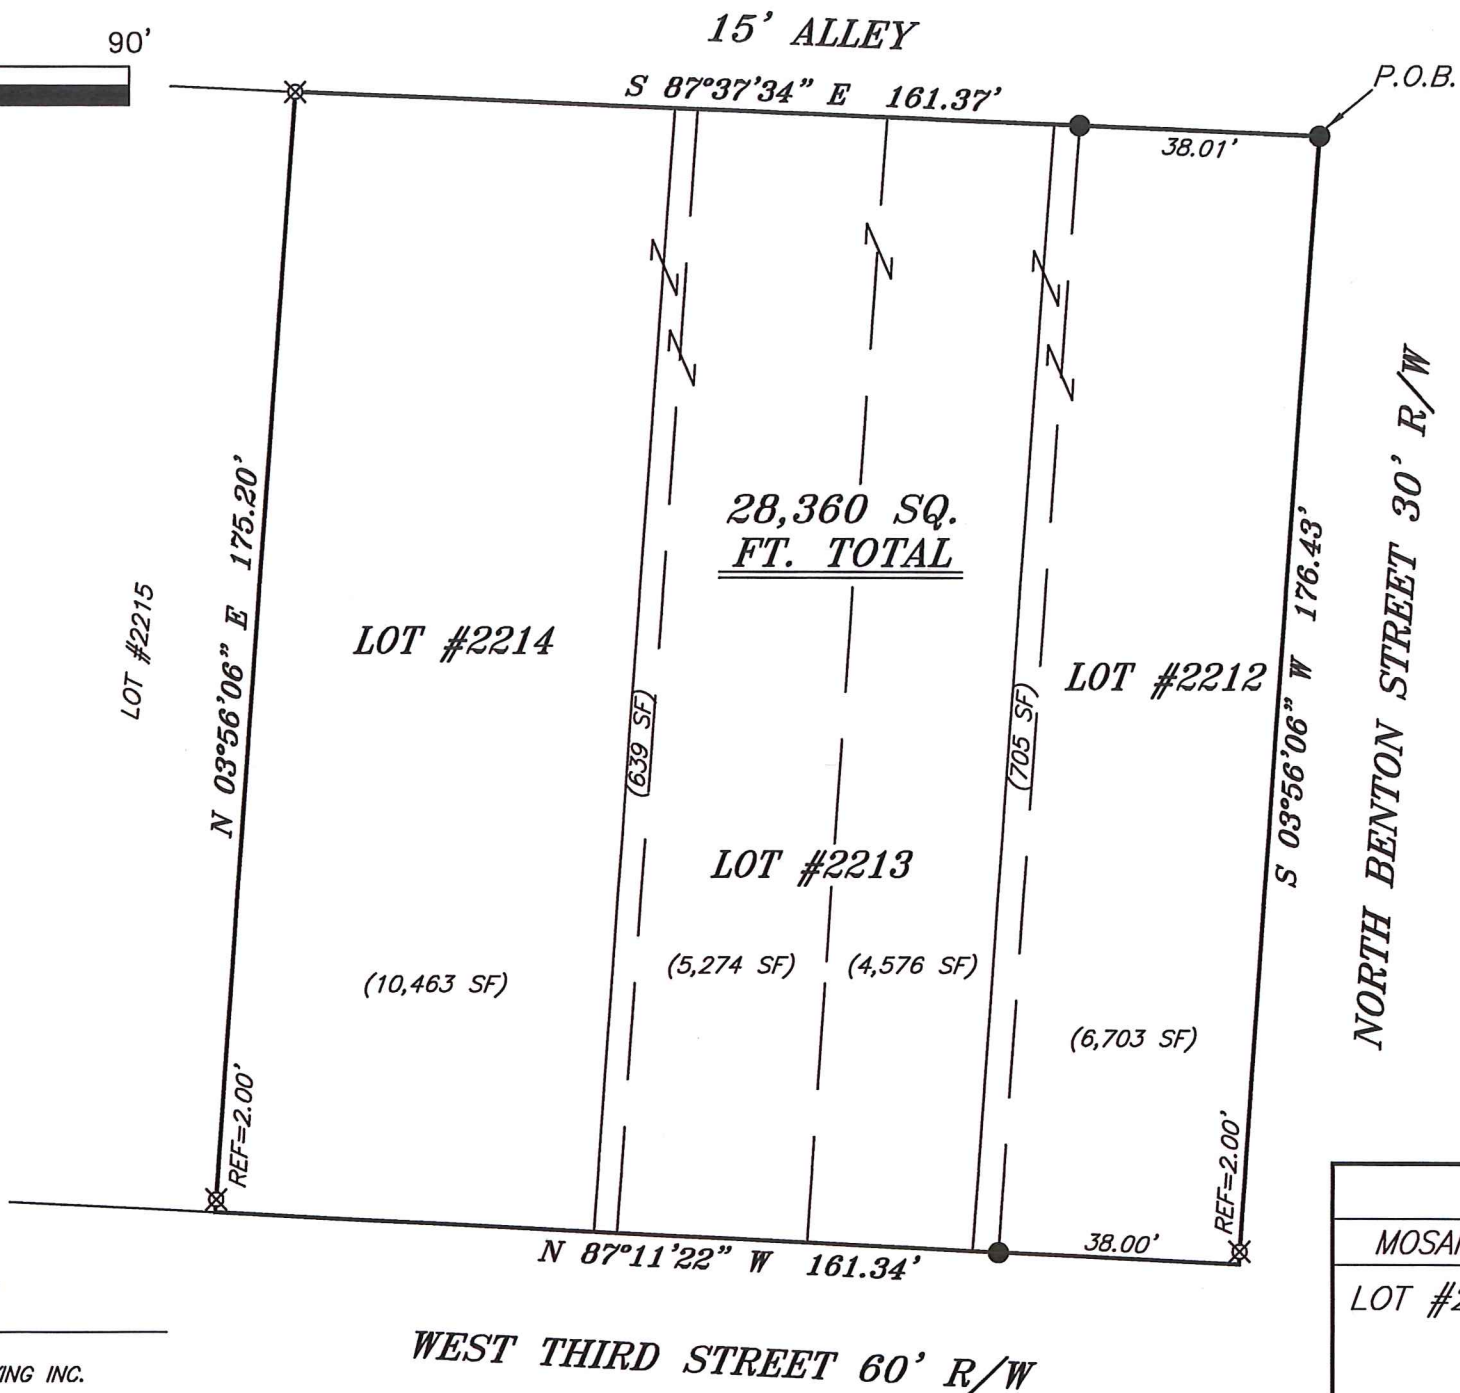 90'
15' ALLEY
S 87°37'34" E 161.37'
P.O.B.
38.01'
N 03°56'06" E 175.20'
LOT #2215
28,360 SQ.
FT. TOTAL
LOT #2214
(639 SF)
LOT #2213
(705 SF)
LOT #2212
S 03°56'06" W 176.43'
NORTH BENTON STREET 30' R/W
(10,463 SF)
(5,274 SF)
(4,576 SF)
(6,703 SF)
REF=2.00'
REF=2.00'
N 87°11'22" W 161.34'
38.00'
WEST THIRD STREET 60' R/W
LOT
INC.